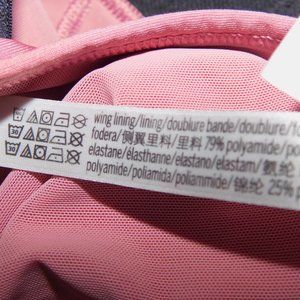 wing lining/lining/doublure bande/doublure/f
fodera/侧翼里料/里料 79% polyamide/po
elastane/élasthanne/elastano/elastam/氨纶
polyamide/poliamida/poliammide/锦纶 25%